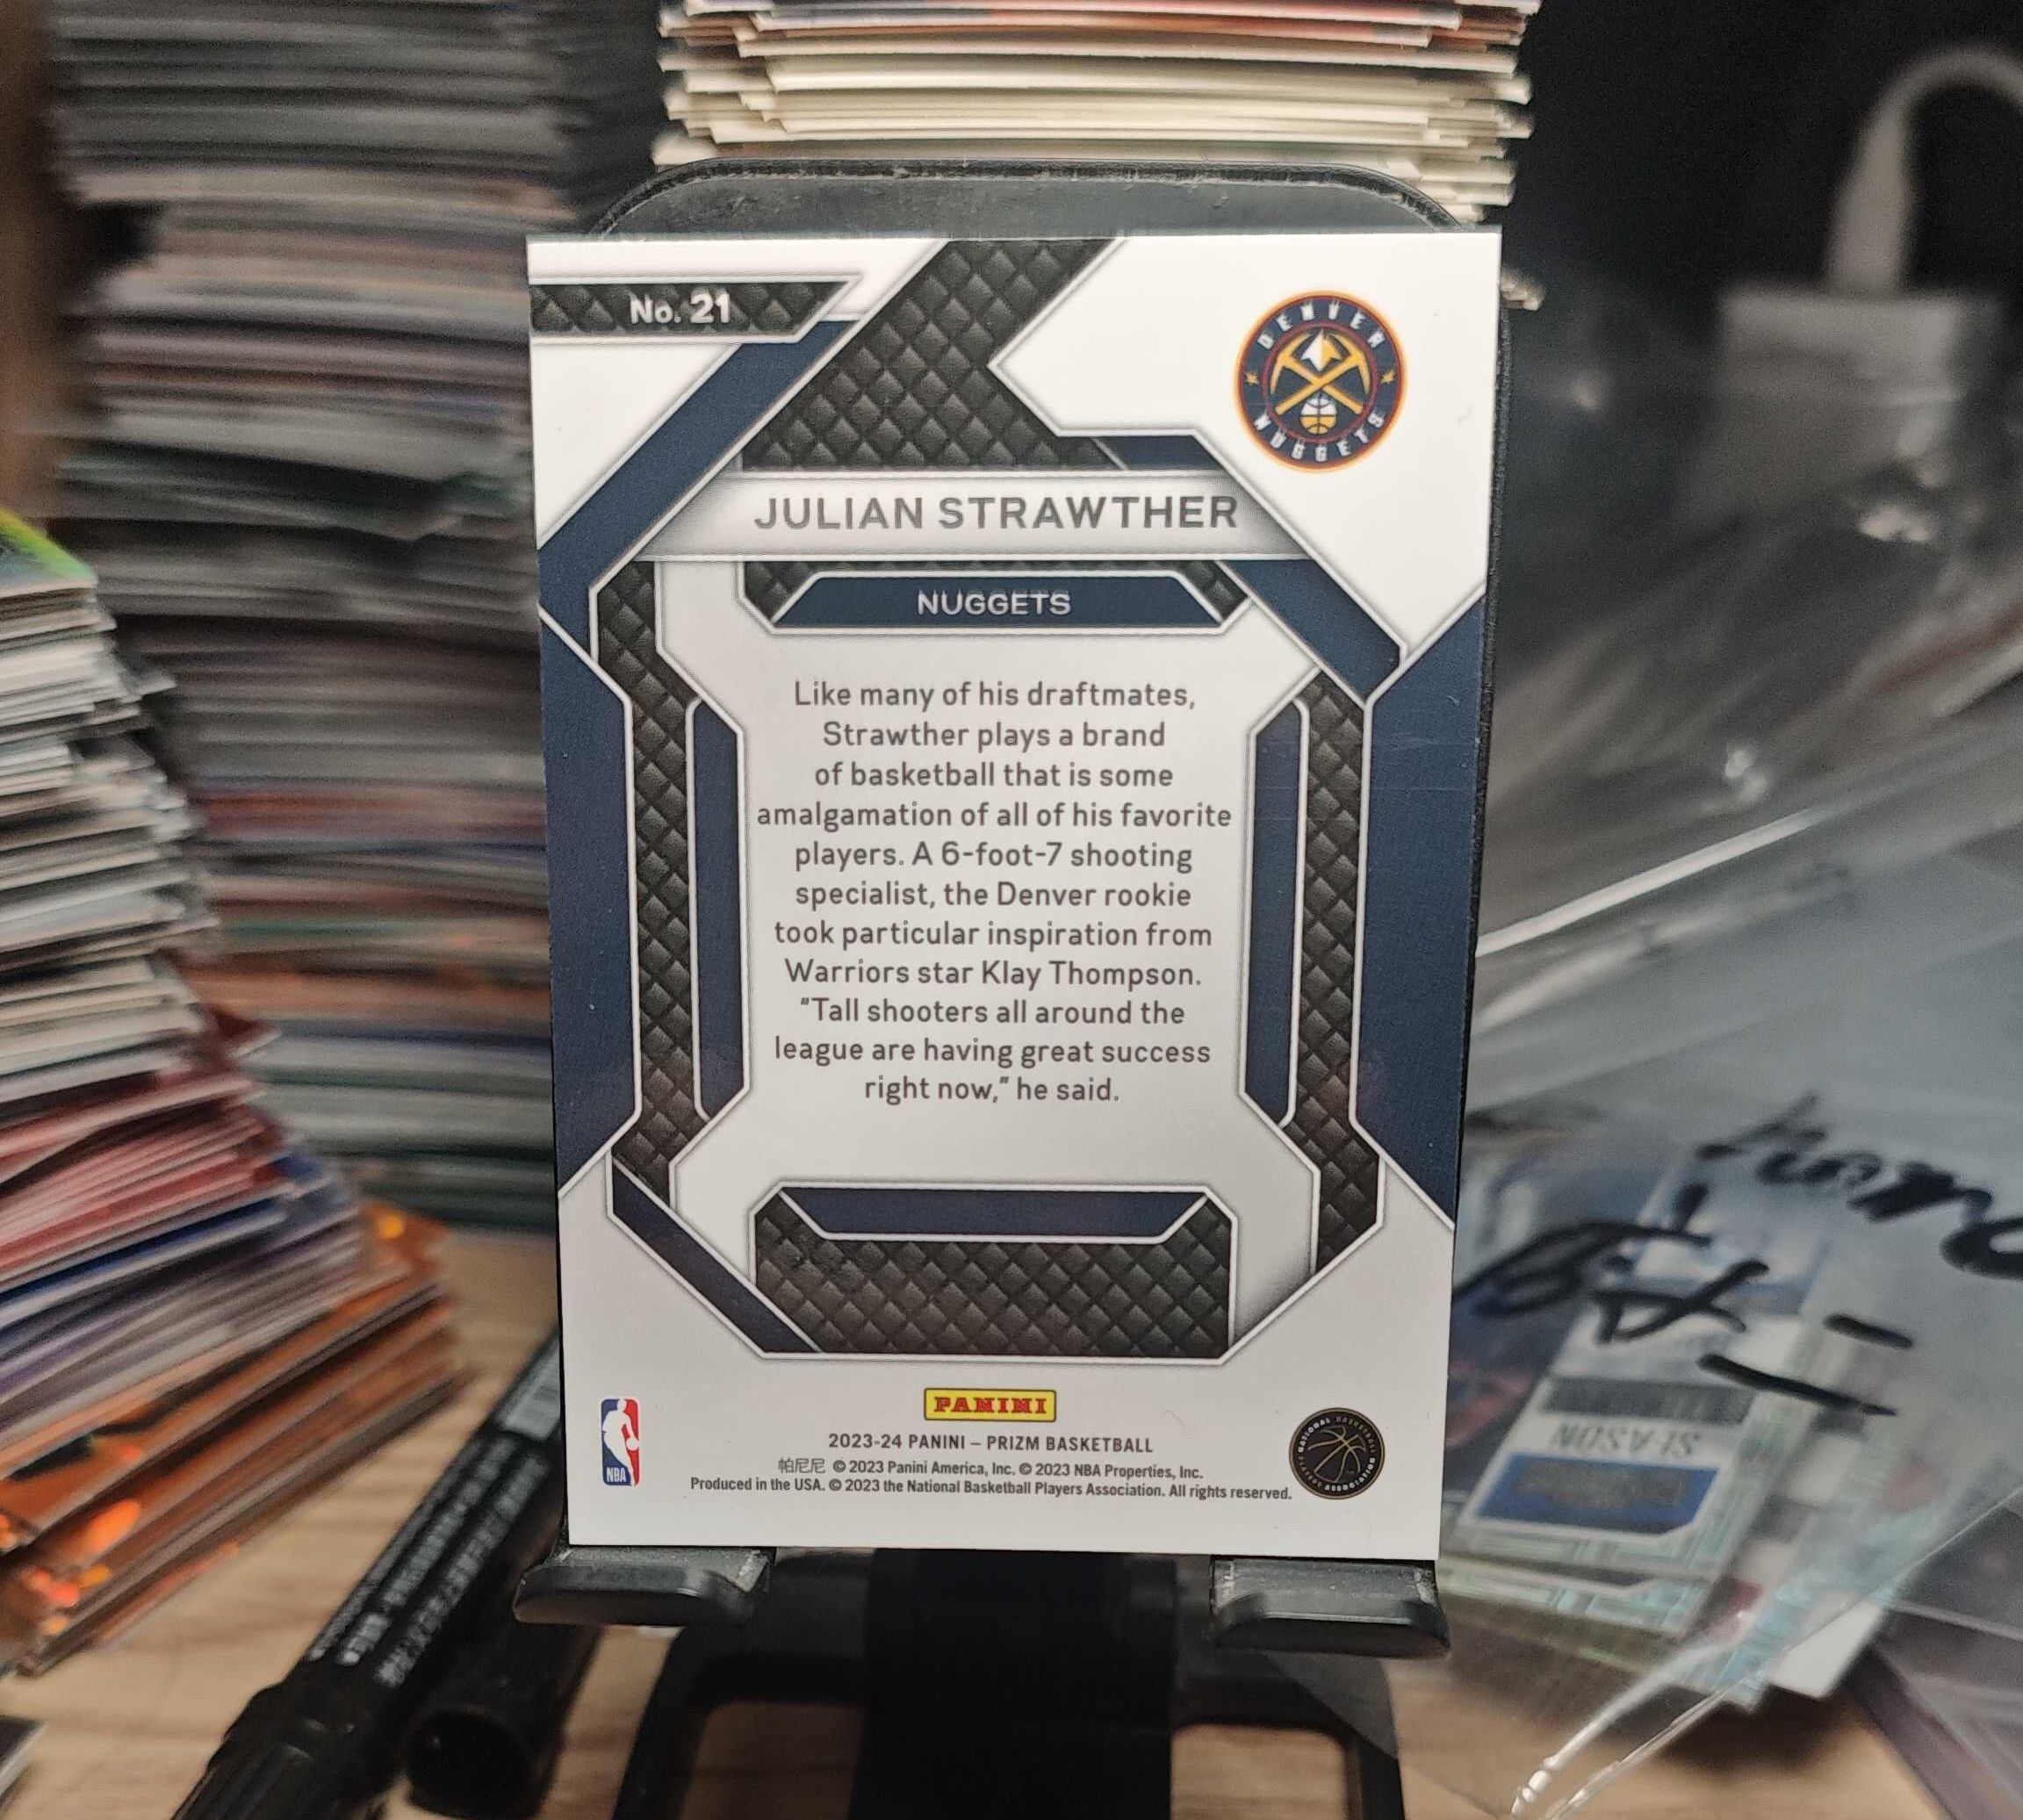 No. 21
DENVER
NUGGETS
JULIAN STRAWTHER
NUGGETS
Like many of his draftmates,
Strawther plays a brand
of basketball that is some
amalgamation of all of his favorite
players. A 6-foot-7 shooting
specialist, the Denver rookie
took particular inspiration from
Warriors star Klay Thompson.
"Tall shooters all around the
league are having great success
right now," he said.
PANINI
2023-24 PANINI – PRIZM BASKETBALL
帕尼尼 © 2023 Panini America, Inc. © 2023 NBA Properties, Inc.
Produced in the USA. © 2023 the National Basketball Players Association. All rights reserved.
NBA
NATIONAL BASKETBALL
PLAYERS ASSOCIATION
SEASON